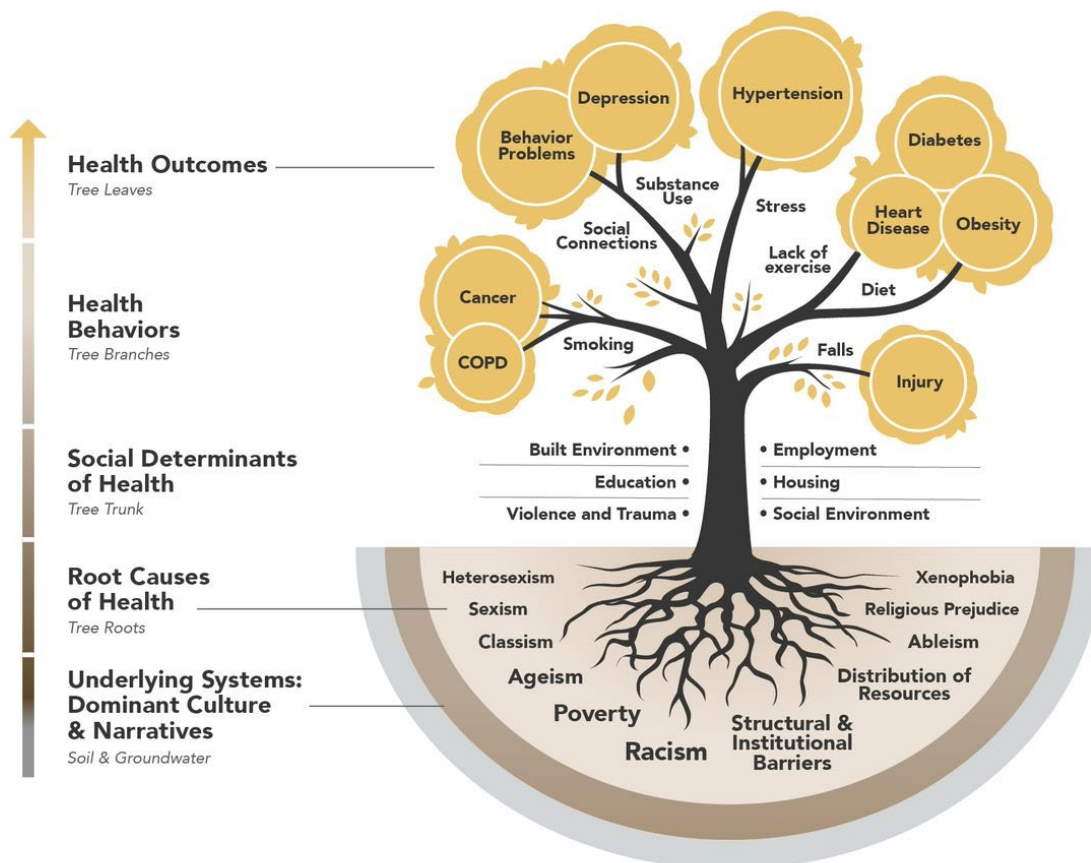 Health Outcomes
Tree Leaves
Health
Behaviors
Tree Branches
Social Determinants
of Health
Tree Trunk
Root Causes
of Health
Tree Roots
Underlying Systems:
Dominant Culture
& Narratives
Soil & Groundwater
Depression
Behavior
Problems
Hypertension
Diabetes
Heart
Disease
Obesity
Substance
Use
Stress
Social
Connections
Lack of
exercise
Diet
Cancer
COPD
Smoking
Falls
Injury
Built Environment •
• Employment
Education •
• Housing
Violence and Trauma •
• Social Environment
Heterosexism
Xenophobia
Sexism
Religious Prejudice
Classism
Ableism
Ageism
Distribution of
Resources
Poverty
Structural &
Institutional
Barriers
Racism